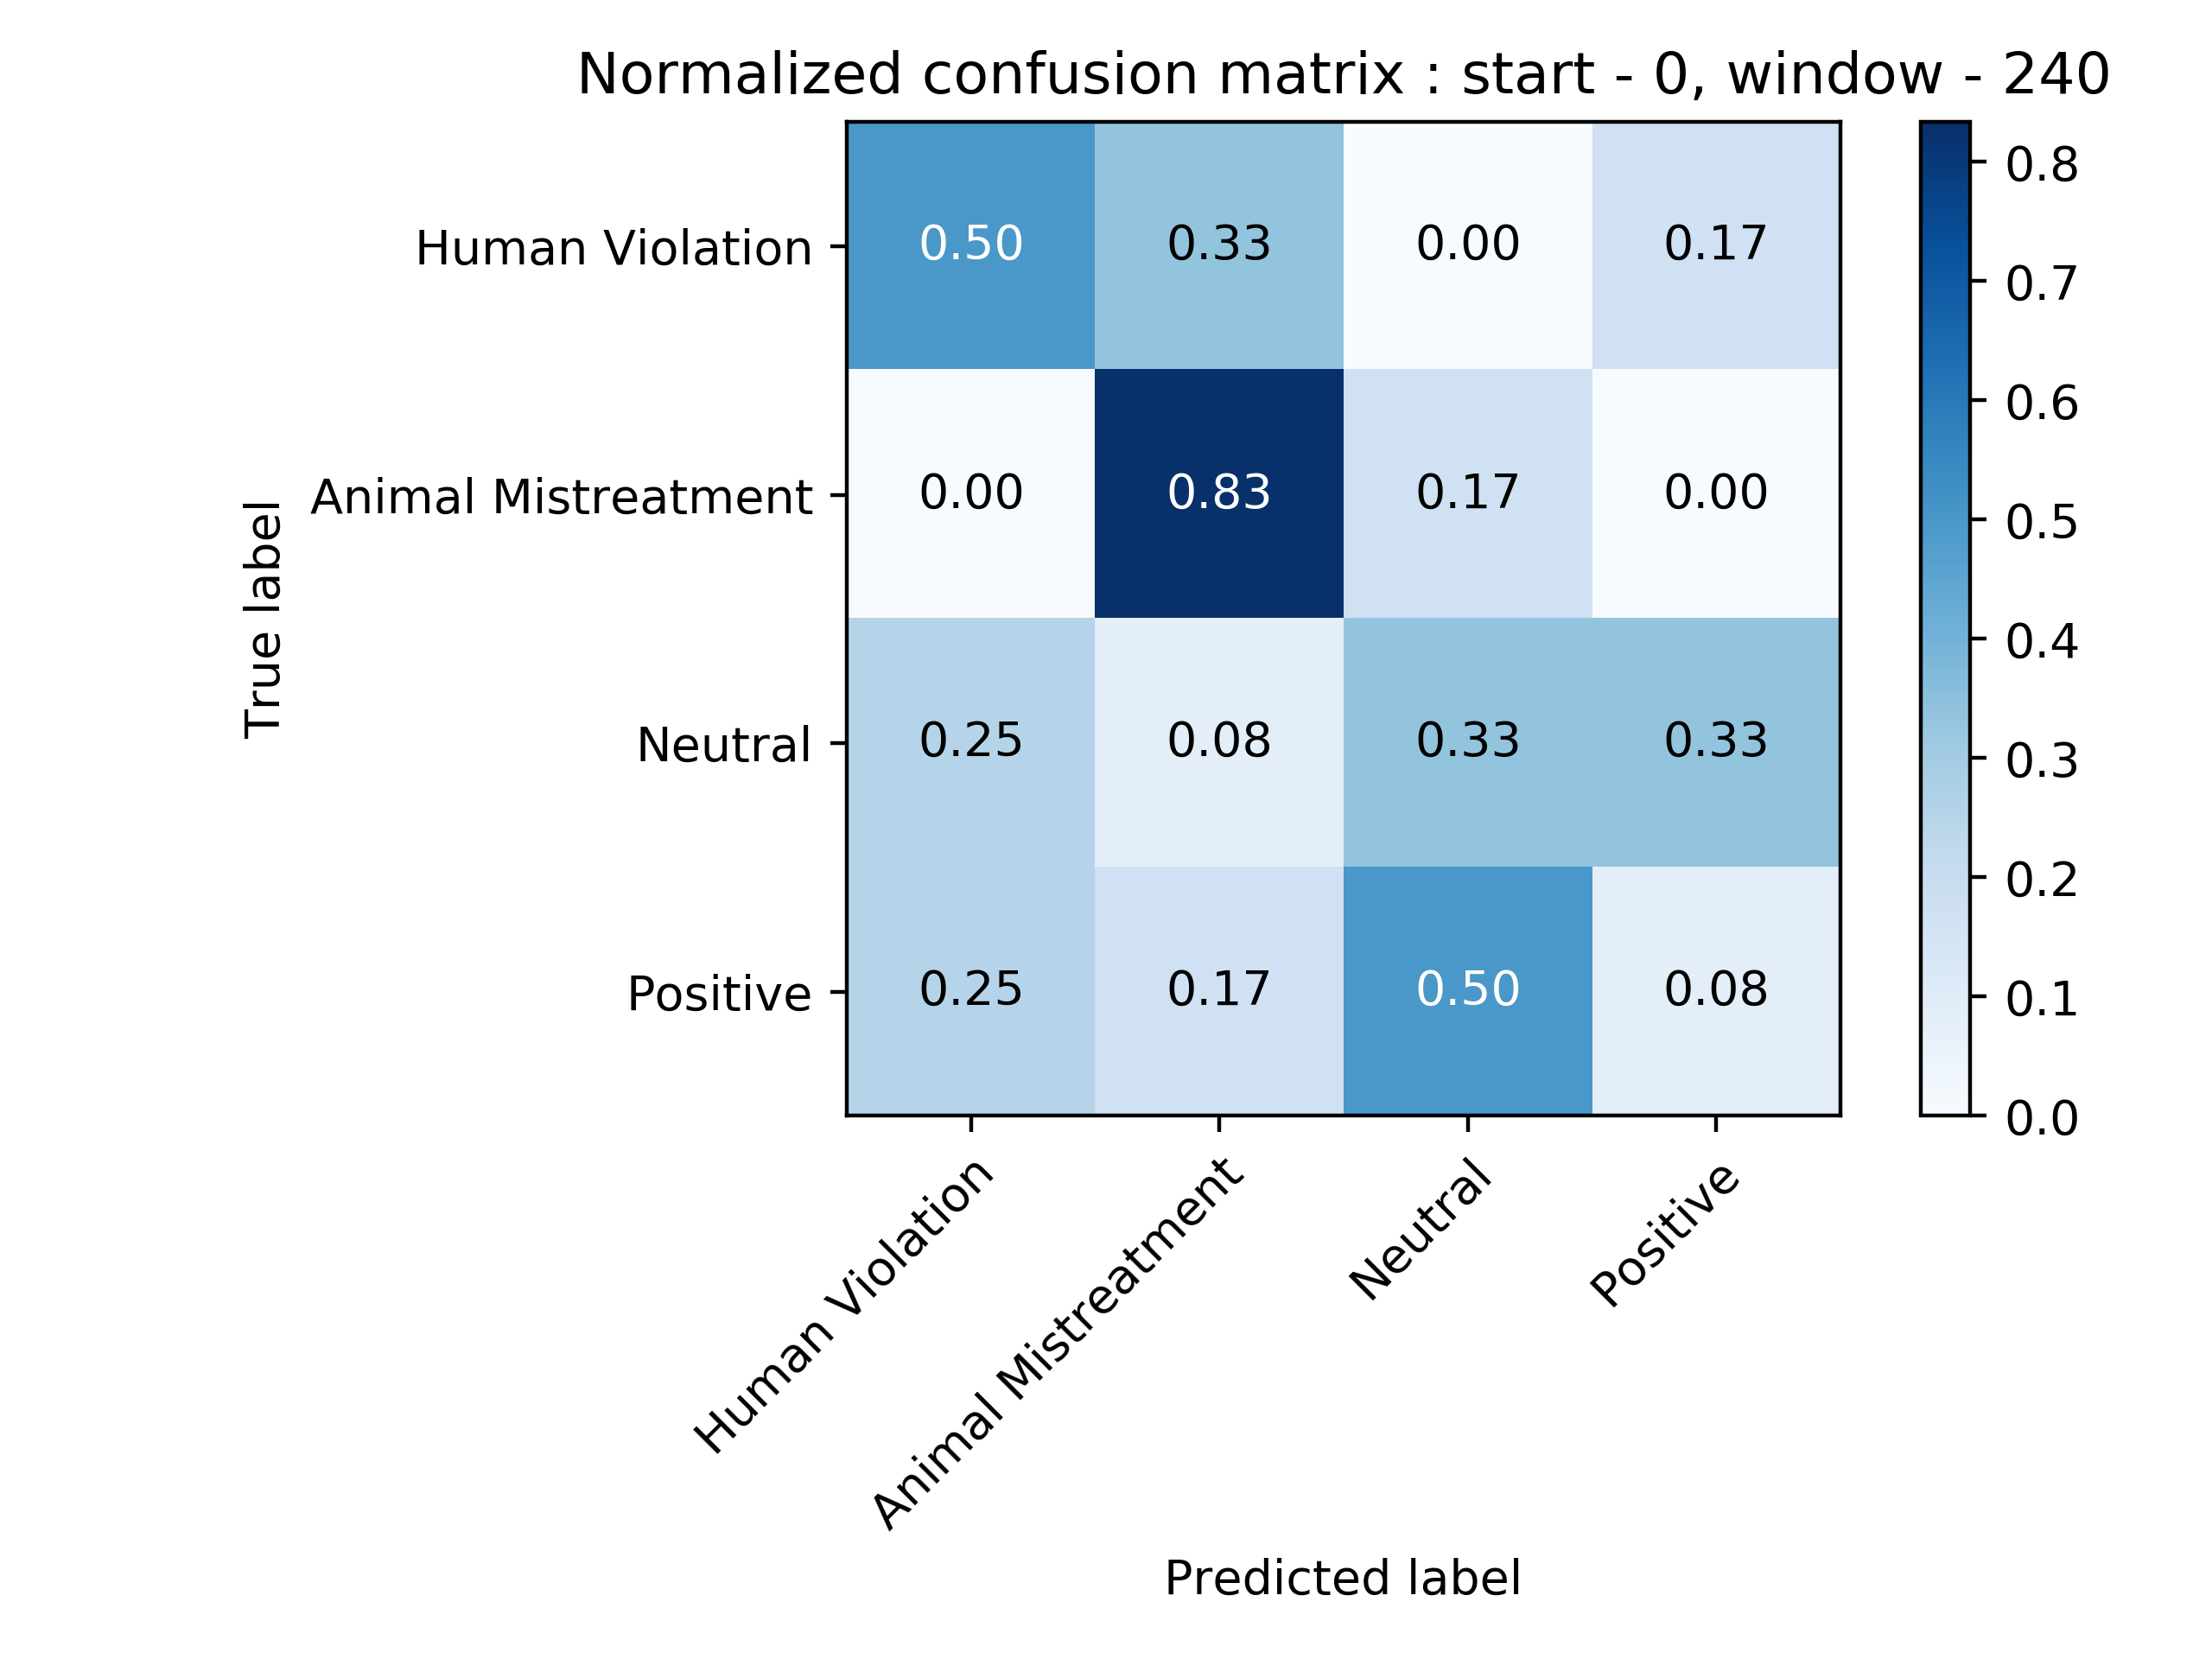 Normalized confusion matrix : start - 0, window - 240
True label
Human Violation 0.50 0.33 0.00 0.17
Animal Mistreatment 0.00 0.83 0.17 0.00
Neutral 0.25 0.08 0.33 0.33
Positive 0.25 0.17 0.50 0.08
Human Violation
Animal Mistreatment
Neutral
Positive
Predicted label
0.8
0.7
0.6
0.5
0.4
0.3
0.2
0.1
0.0